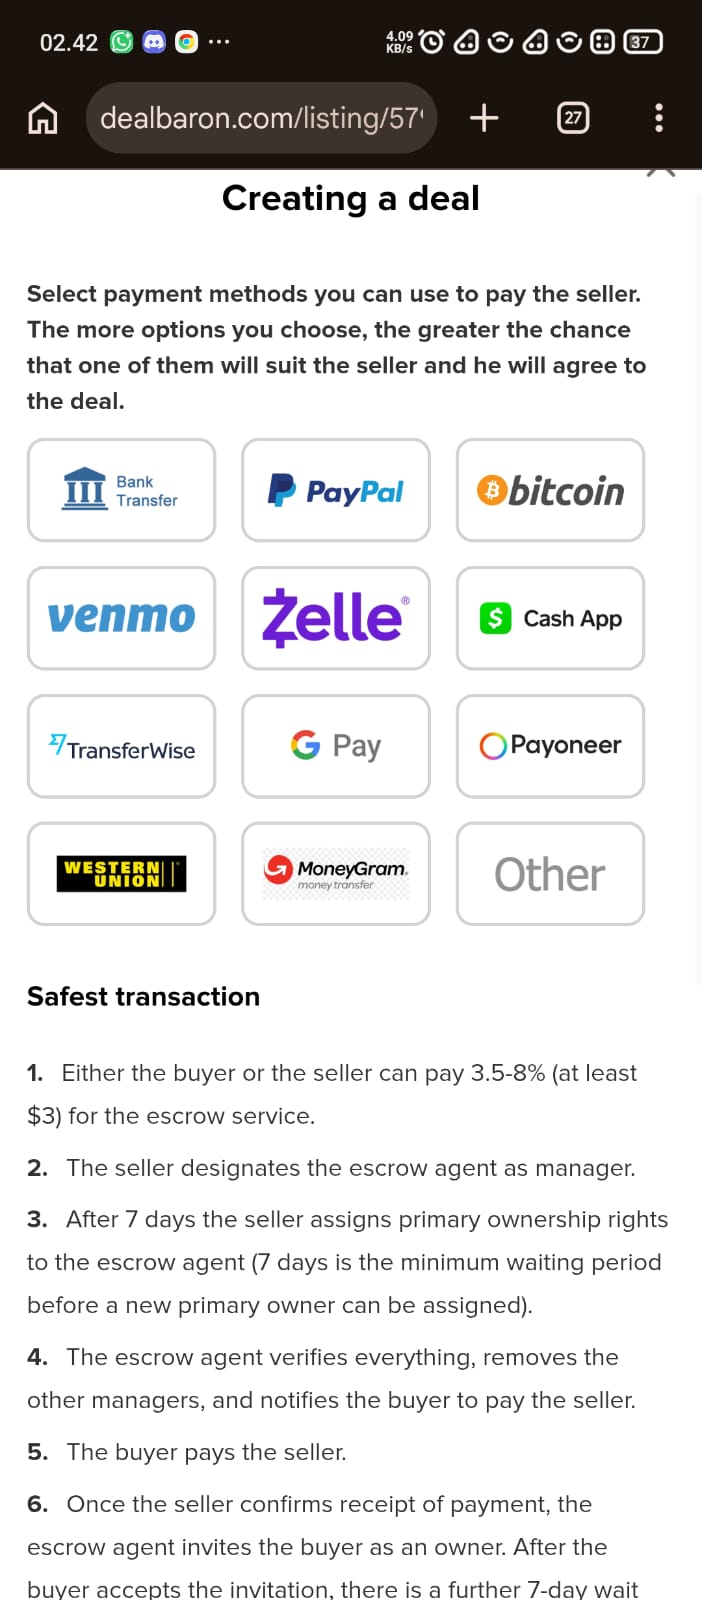 02.42
4.09
KB/s
37
dealbaron.com/listing/57
27
Creating a deal
Select payment methods you can use to pay the seller.
The more options you choose, the greater the chance
that one of them will suit the seller and he will agree to
the deal.
Bank
Transfer
PayPal
bitcoin
venmo
Zelle®
$ Cash App
TransferWise
G Pay
Payoneer
WESTERN
UNION
MoneyGram.
money transfer
Other
Safest transaction
1. Either the buyer or the seller can pay 3.5-8% (at least
$3) for the escrow service.
2. The seller designates the escrow agent as manager.
3. After 7 days the seller assigns primary ownership rights
to the escrow agent (7 days is the minimum waiting period
before a new primary owner can be assigned).
4. The escrow agent verifies everything, removes the
other managers, and notifies the buyer to pay the seller.
5. The buyer pays the seller.
6. Once the seller confirms receipt of payment, the
escrow agent invites the buyer as an owner. After the
buyer accepts the invitation, there is a further 7-day wait